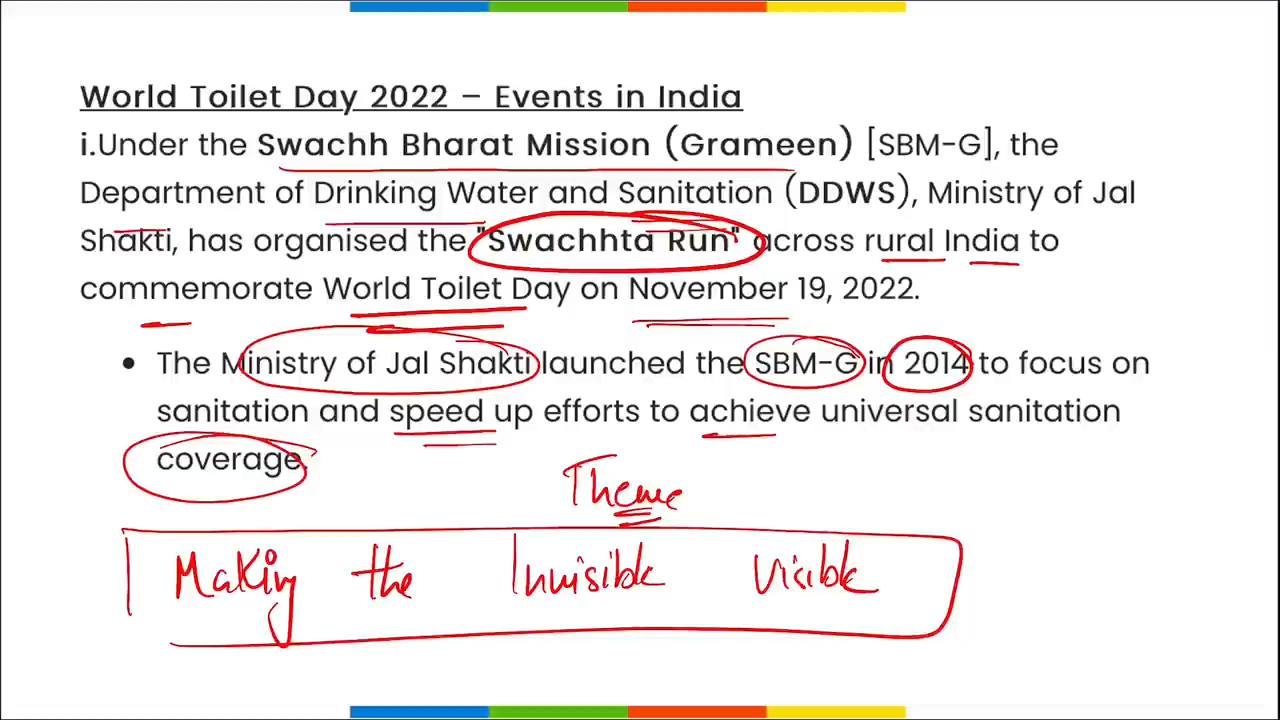 World Toilet Day 2022 – Events in India
i.Under the Swachh Bharat Mission (Grameen) [SBM-G], the
Department of Drinking Water and Sanitation (DDWS), Ministry of Jal
Shakti, has organised the "Swachhta Run" across rural India to
commemorate World Toilet Day on November 19, 2022.
• The Ministry of Jal Shakti launched the SBM-G in 2014 to focus on
sanitation and speed up efforts to achieve universal sanitation
coverage.
Theme
Making the Invisible visible